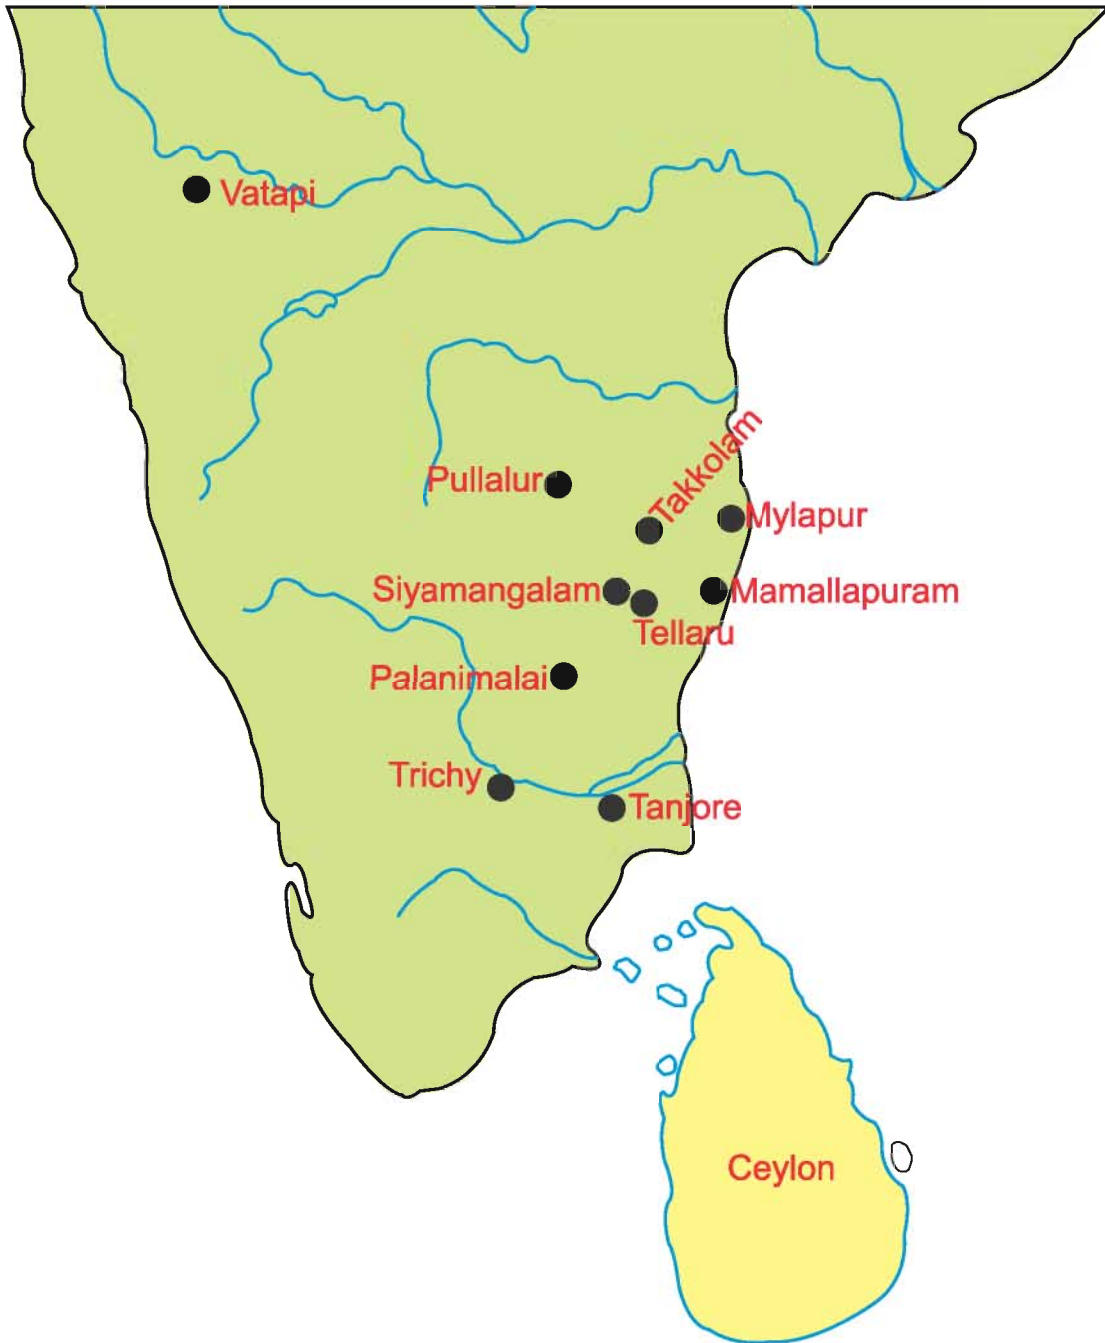 Vatapi
Takkolam
Pullalur
Mylapur
Siyamangalam
Mamallapuram
Tellaru
Palanimalai
Trichy
Tanjore
Ceylon